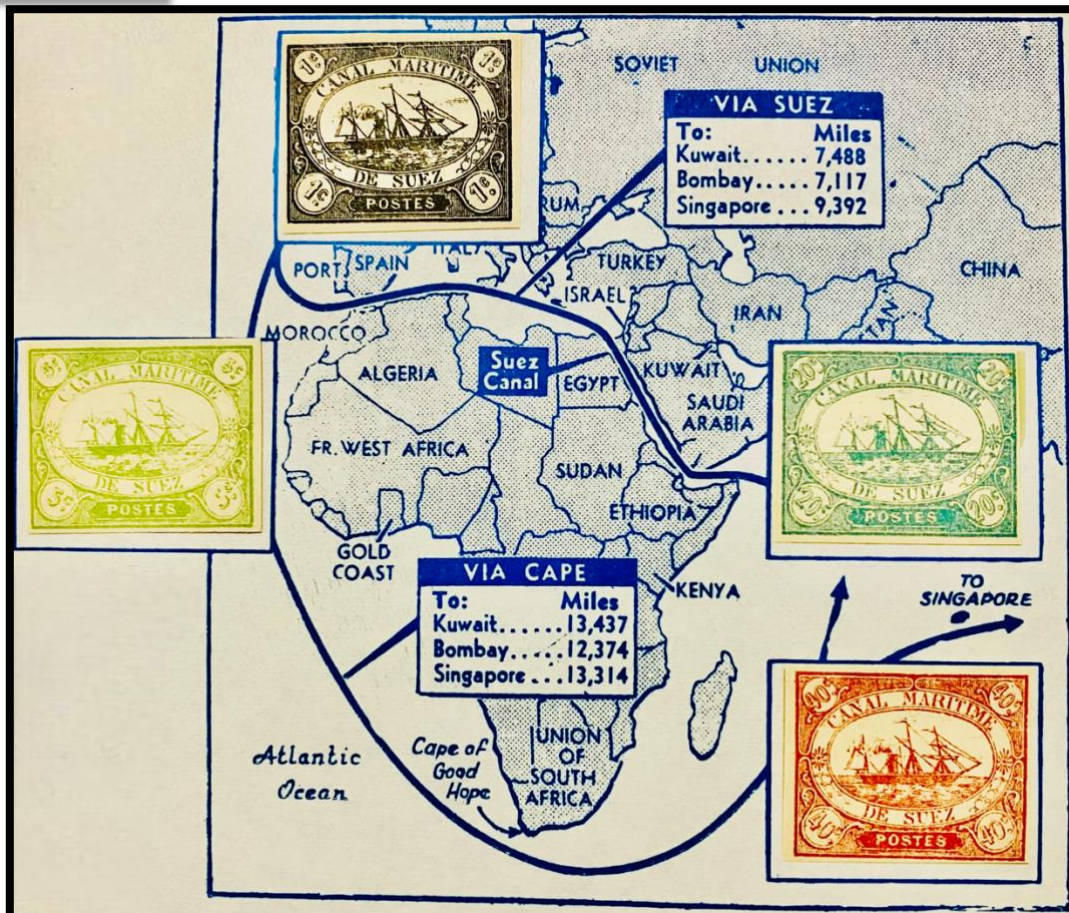 1c 1c
CANAL MARITIME
DE SUEZ
1c 1c
POSTES
SOVIET UNION
VIA SUEZ
To: Miles
Kuwait...... 7,488
Bombay..... 7,117
Singapore ... 9,392
RUM
PORT. SPAIN ITALY
TURKEY
CHINA
ISRAEL
IRAN
TAN
MOROCCO
Suez
Canal
ALGERIA
EGYPT
KUWAIT
SAUDI
ARABIA
5c 5c
CANAL MARITIME
DE SUEZ
5c 5c
POSTES
20c 20c
CANAL MARITIME
DE SUEZ
20c 20c
POSTES
FR. WEST AFRICA
SUDAN
ETHIOPIA
GOLD
COAST
KENYA
TO
SINGAPORE
VIA CAPE
To: Miles
Kuwait......13,437
Bombay.....12,374
Singapore ...13,314
40c 40c
CANAL MARITIME
DE SUEZ
40c 40c
POSTES
Atlantic
Ocean
Cape of
Good
Hope
UNION
OF
SOUTH
AFRICA